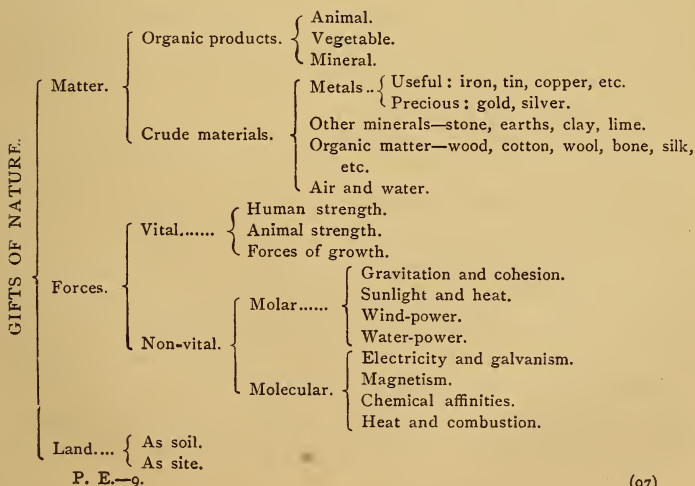 GIFTS OF NATURE.
Matter.
Organic products.
Animal.
Vegetable.
Mineral.
Crude materials.
Metals..
Useful: iron, tin, copper, etc.
Precious: gold, silver.
Other minerals—stone, earths, clay, lime.
Organic matter—wood, cotton, wool, bone, silk,
etc.
Air and water.
Forces.
Vital.......
Human strength.
Animal strength.
Forces of growth.
Non-vital.
Molar......
Gravitation and cohesion.
Sunlight and heat.
Wind-power.
Water-power.
Molecular.
Electricity and galvanism.
Magnetism.
Chemical affinities.
Heat and combustion.
Land....
As soil.
As site.
P. E.—9.
(97)